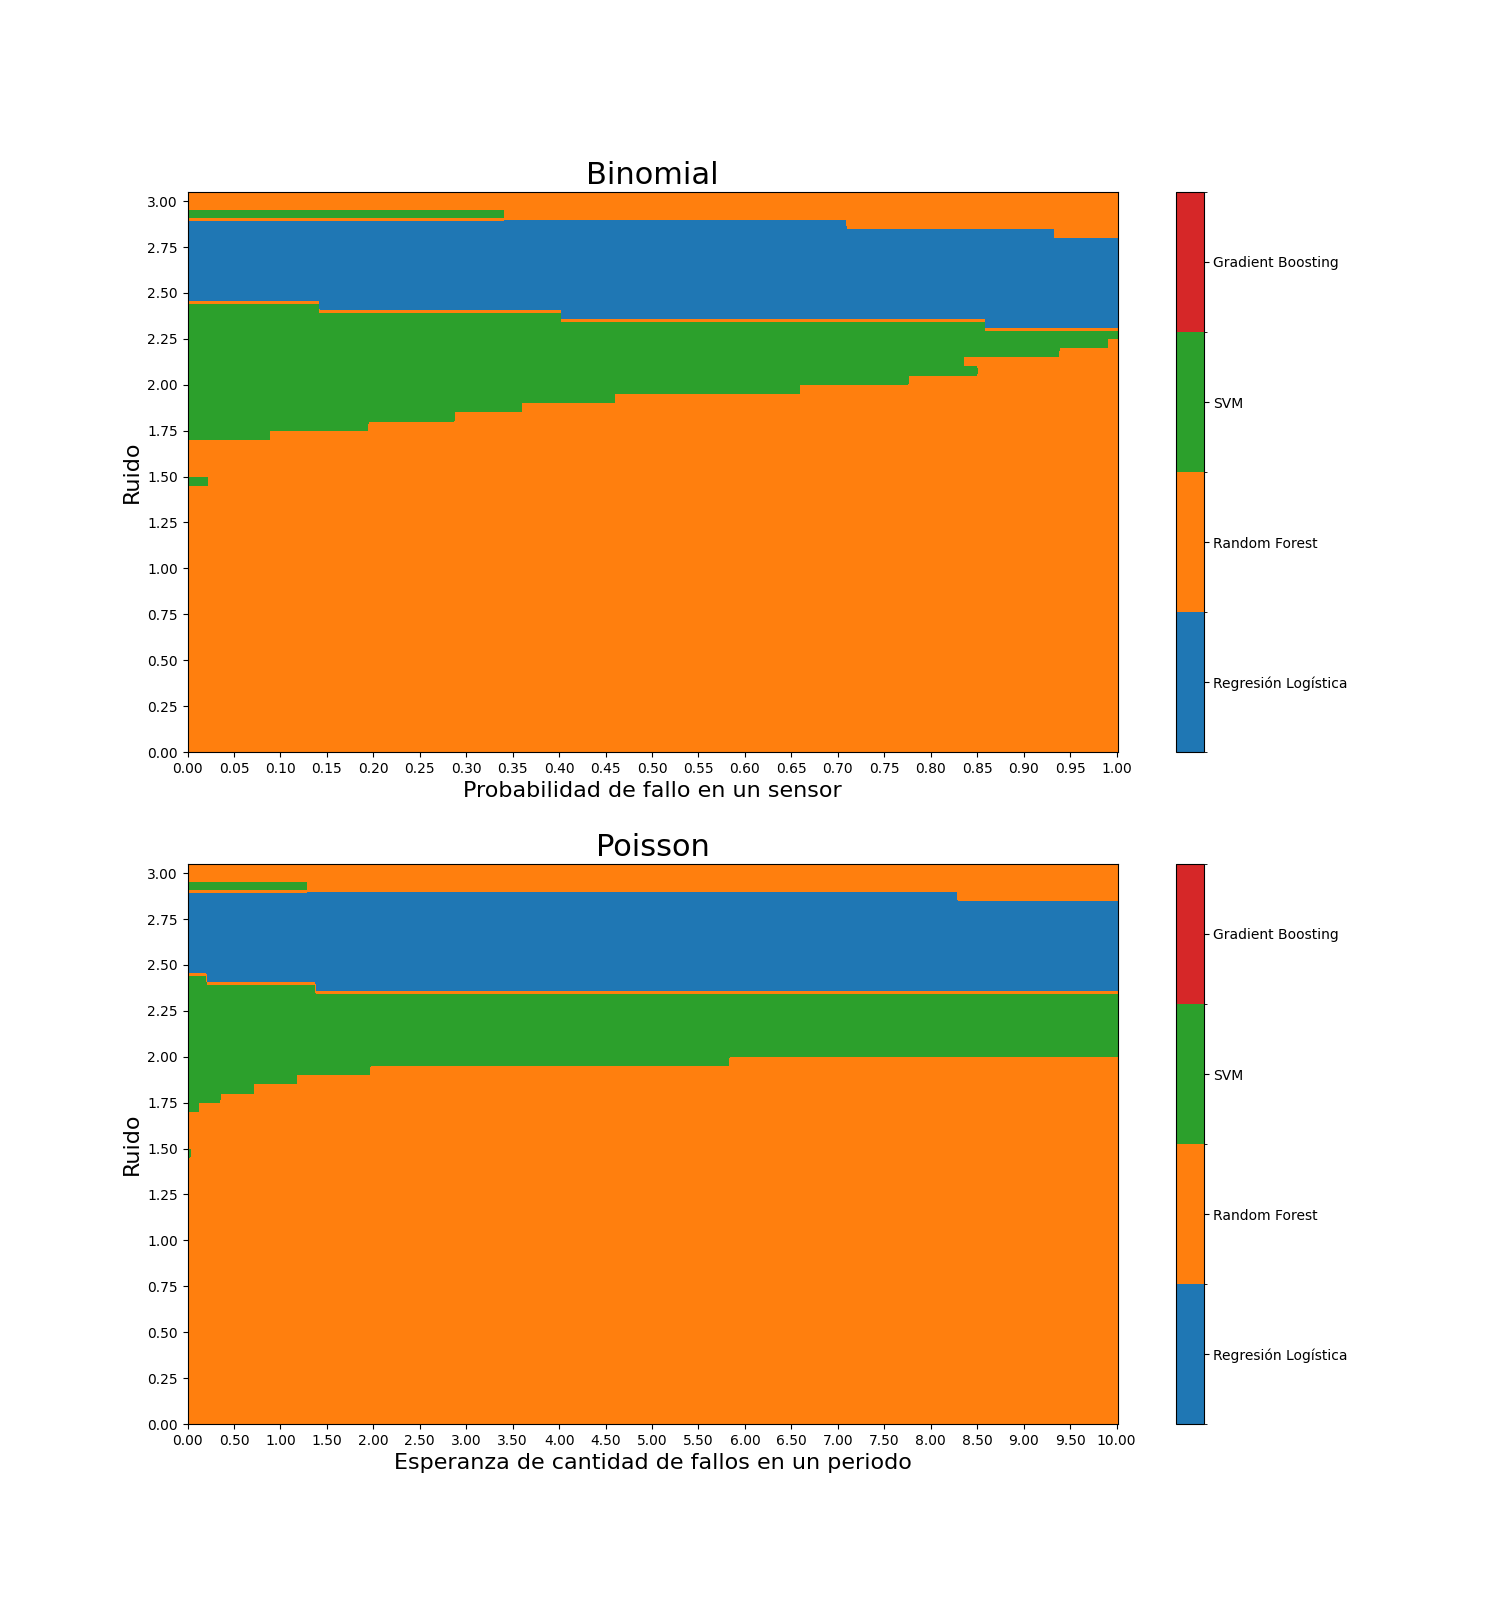 Binomial
3.00
2.75
2.50
2.25
2.00
1.75
1.50
1.25
1.00
0.75
0.50
0.25
0.00
Ruido
0.00 0.05 0.10 0.15 0.20 0.25 0.30 0.35 0.40 0.45 0.50 0.55 0.60 0.65 0.70 0.75 0.80 0.85 0.90 0.95 1.00
Probabilidad de fallo en un sensor
Gradient Boosting
SVM
Random Forest
Regresión Logística
Poisson
3.00
2.75
2.50
2.25
2.00
1.75
1.50
1.25
1.00
0.75
0.50
0.25
0.00
Ruido
0.00 0.50 1.00 1.50 2.00 2.50 3.00 3.50 4.00 4.50 5.00 5.50 6.00 6.50 7.00 7.50 8.00 8.50 9.00 9.50 10.00
Esperanza de cantidad de fallos en un periodo
Gradient Boosting
SVM
Random Forest
Regresión Logística